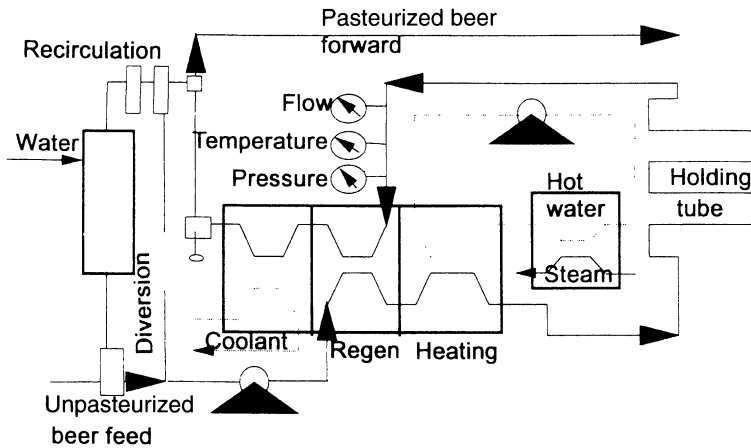 Pasteurized beer
forward
Recirculation
Flow
Water
Temperature
Pressure
Hot
water
Holding
tube
Steam
Diversion
Coolant
Regen
Heating
Unpasteurized
beer feed